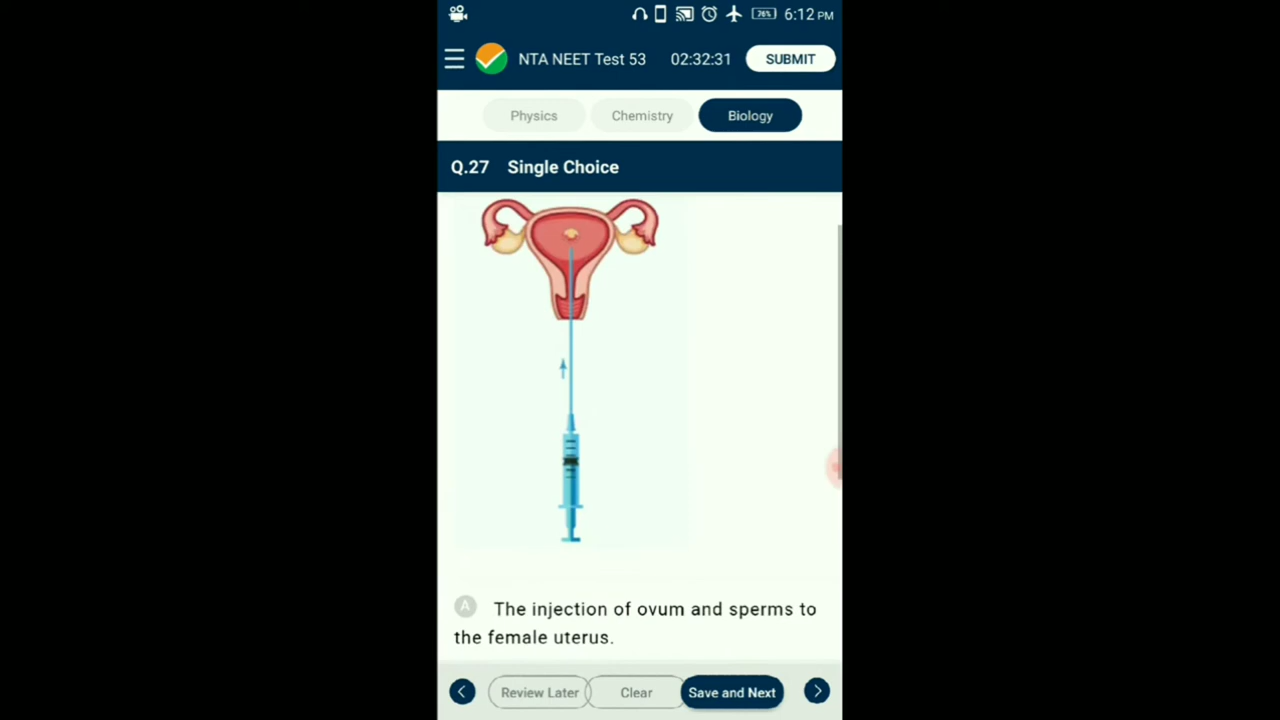 26% 6:12 PM
NTA NEET Test 53 02:32:31 SUBMIT
Physics Chemistry Biology
Q.27 Single Choice
A The injection of ovum and sperms to
the female uterus.
Review Later Clear Save and Next